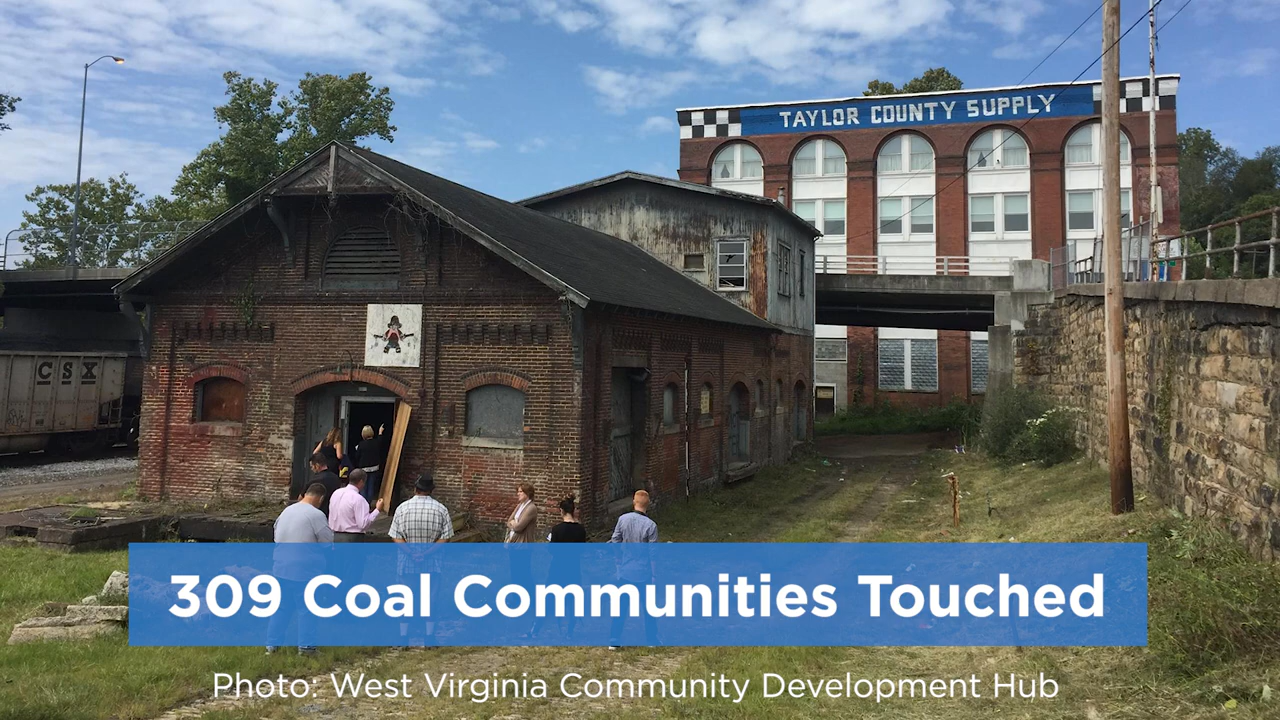 TAYLOR COUNTY SUPPLY
CSX
309 Coal Communities Touched
Photo: West Virginia Community Development Hub